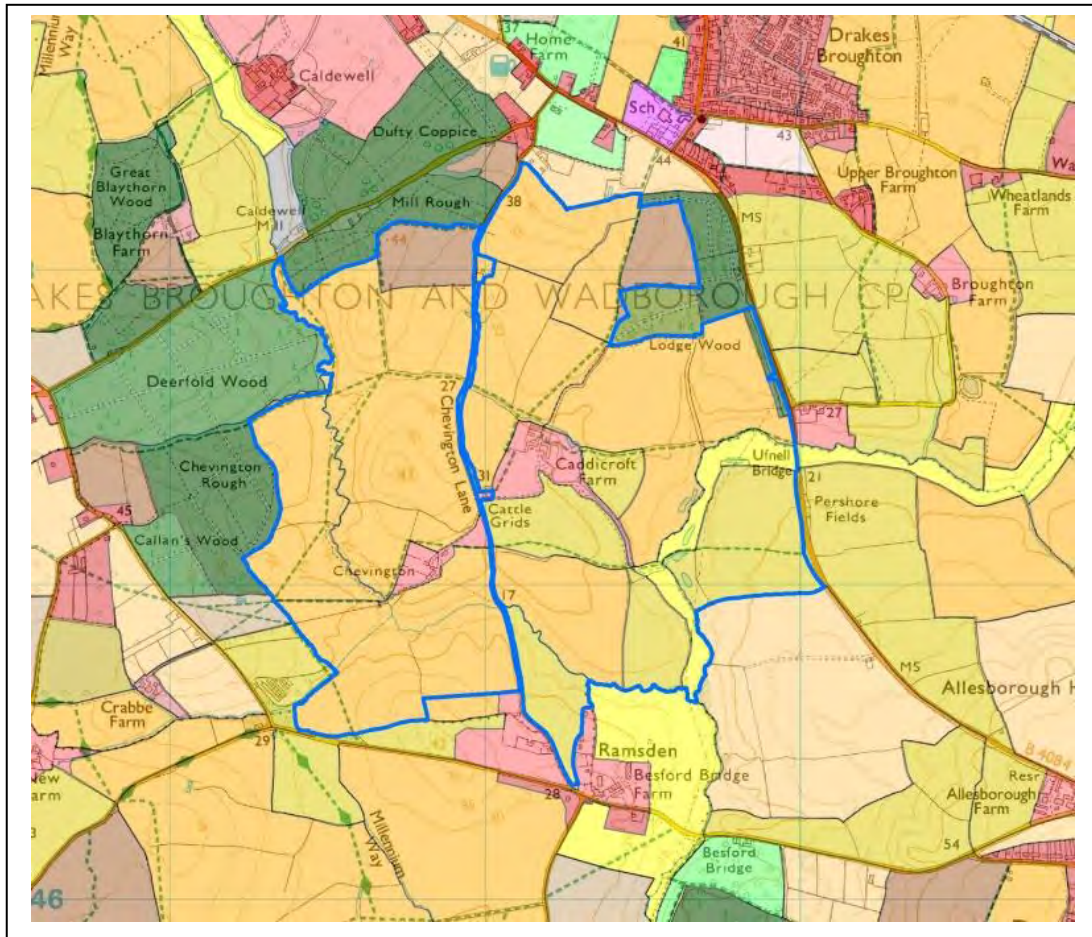 Millennium
Way
37
Home
Farm
41
Drakes
Broughton
Caldewell
Sch
Dufty Coppice
43
44
Great
Blaythorn
Wood
Upper Broughton
Farm
Wa
Mill Rough
38
Wheatlands
Farm
Caldewell
Mill
MS
Blaythorn
Farm
44
Broughton
Farm
AKES BROUGHTON AND WADBOROUGH CP
Lodge Wood
Deerfold Wood
27
Chevington Lane
27
Ufnell
Bridge
Chevington
Rough
Caddicroft
Farm
31
21
45
Cattle
Grids
Pershore
Fields
Callan's Wood
Chevington
17
MS
Allesborough H
Crabbe
Farm
29
42
Ramsden
B 4084
New
arm
Besford Bridge
Farm
Resr
Allesborough
Farm
28
3
Millennium
Way
54
Besford
Bridge
46